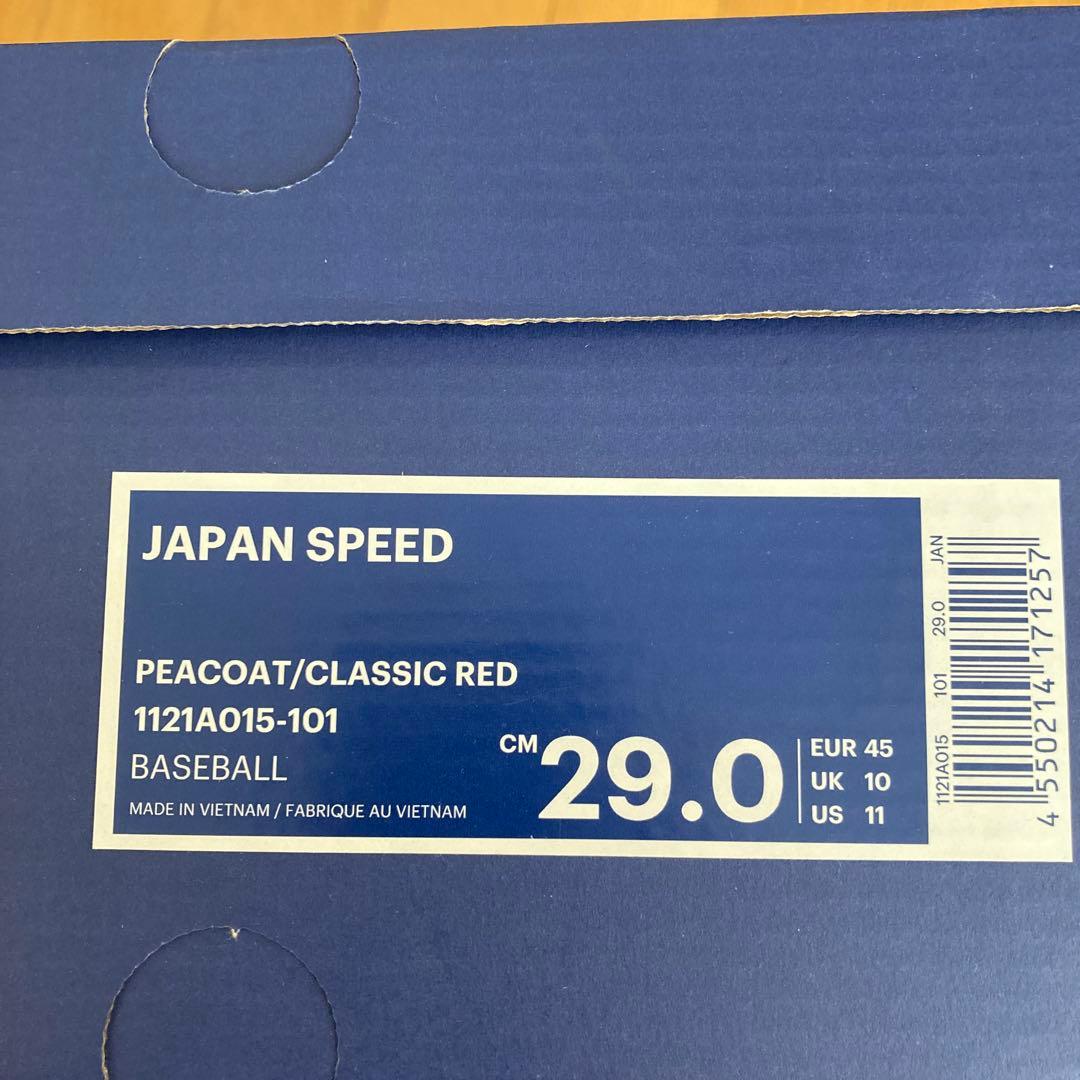 JAPAN SPEED
PEACOAT/CLASSIC RED
1121A015-101
BASEBALL
MADE IN VIETNAM / FABRIQUE AU VIETNAM
CM 29.0
EUR 45
UK 10
US 11
1121A015 101 29.0 JAN
4 550214 171257